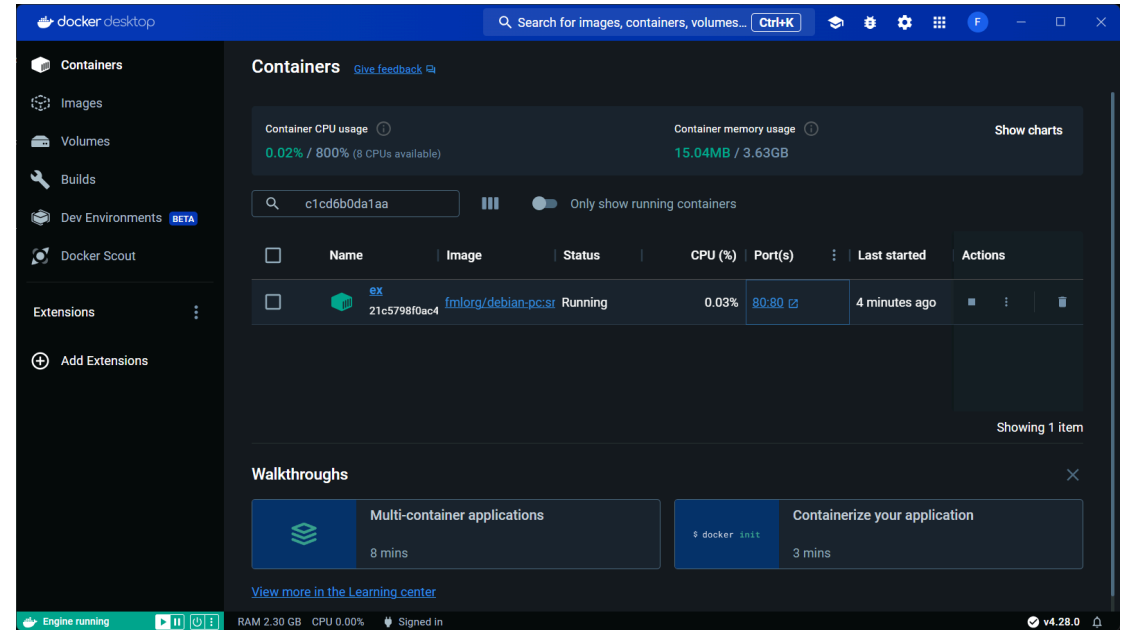 docker desktop
Search for images, containers, volumes... Ctrl+K
F
Containers
Images
Volumes
Builds
Dev Environments BETA
Docker Scout
Extensions
Add Extensions
Containers Give feedback
Container CPU usage
0.02% / 800% (8 CPUs available)
Container memory usage
15.04MB / 3.63GB
Show charts
c1cd6b0da1aa
Only show running containers
Name Image Status CPU (%) Port(s) Last started Actions
ex
21c5798f0ac4 fmlorg/debian-pc:sr Running 0.03% 80:80 4 minutes ago
Showing 1 item
Walkthroughs
Multi-container applications
8 mins
$ docker init
Containerize your application
3 mins
View more in the Learning center
Engine running
RAM 2.30 GB CPU 0.00% Signed in
v4.28.0